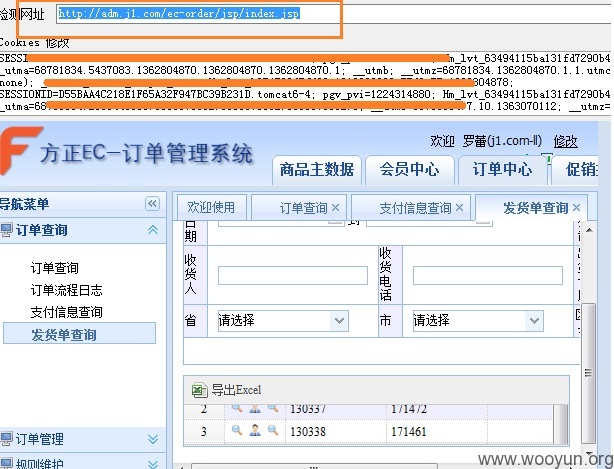 检测网址 http://adm.j1.com/ec-order/jsp/index.jsp
Cookies 修改
SESSI Hm_lvt_63494115ba131fd7290b4
_utma=68781834.5437083.1362804870.1362804870.1362804870.1; __utmb; __utmz=68781834.1362804870.1.1.utmc
none); 804878;
SESSIONID=D55BAA4C218E1F65A32F947BC39B231D.tomcat6-4; pgv_pvi=1224314880; Hm_lvt_63494115ba131fd7290b4
_utma=68 7.10.1363070112; __utmz=
方正EC-订单管理系统
欢迎 罗蕾(j1.com-ll) 修改
商品主数据 会员中心 订单中心 促销
导航菜单
欢迎使用 订单查询 支付信息查询 发货单查询
订单查询
订单查询
订单流程日志
支付信息查询
发货单查询
订单管理
规则维护
日期 到
收货人 收货电话
省 请选择 市 请选择 区
导出Excel
2 130337 171472
3 130338 171461
www.wooyun.org